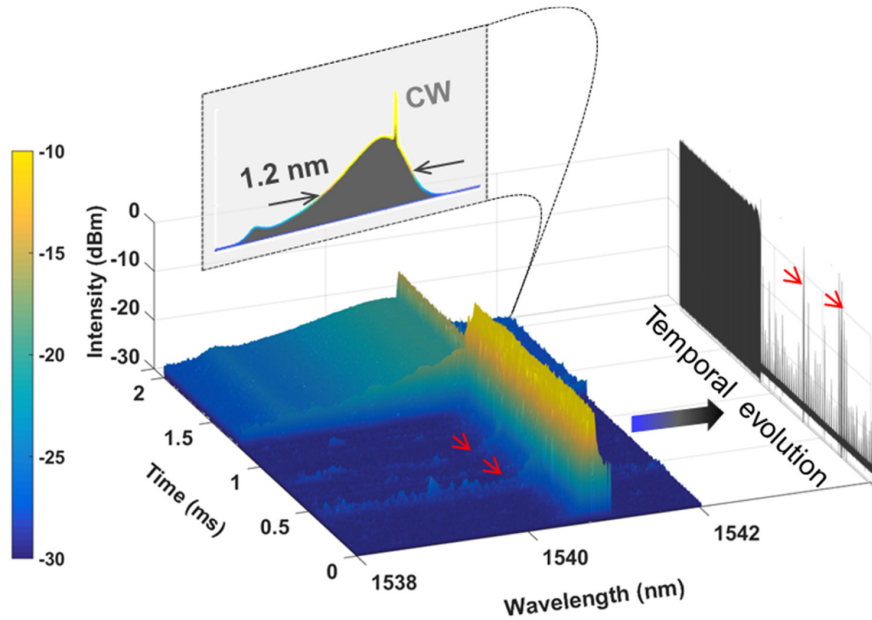 CW
1.2 nm
-10
-15
-20
-25
-30
Intensity (dBm)
0
-10
-20
-30
Time (ms)
2
1.5
1
0.5
0
Wavelength (nm)
1538
1540
1542
Temporal evolution